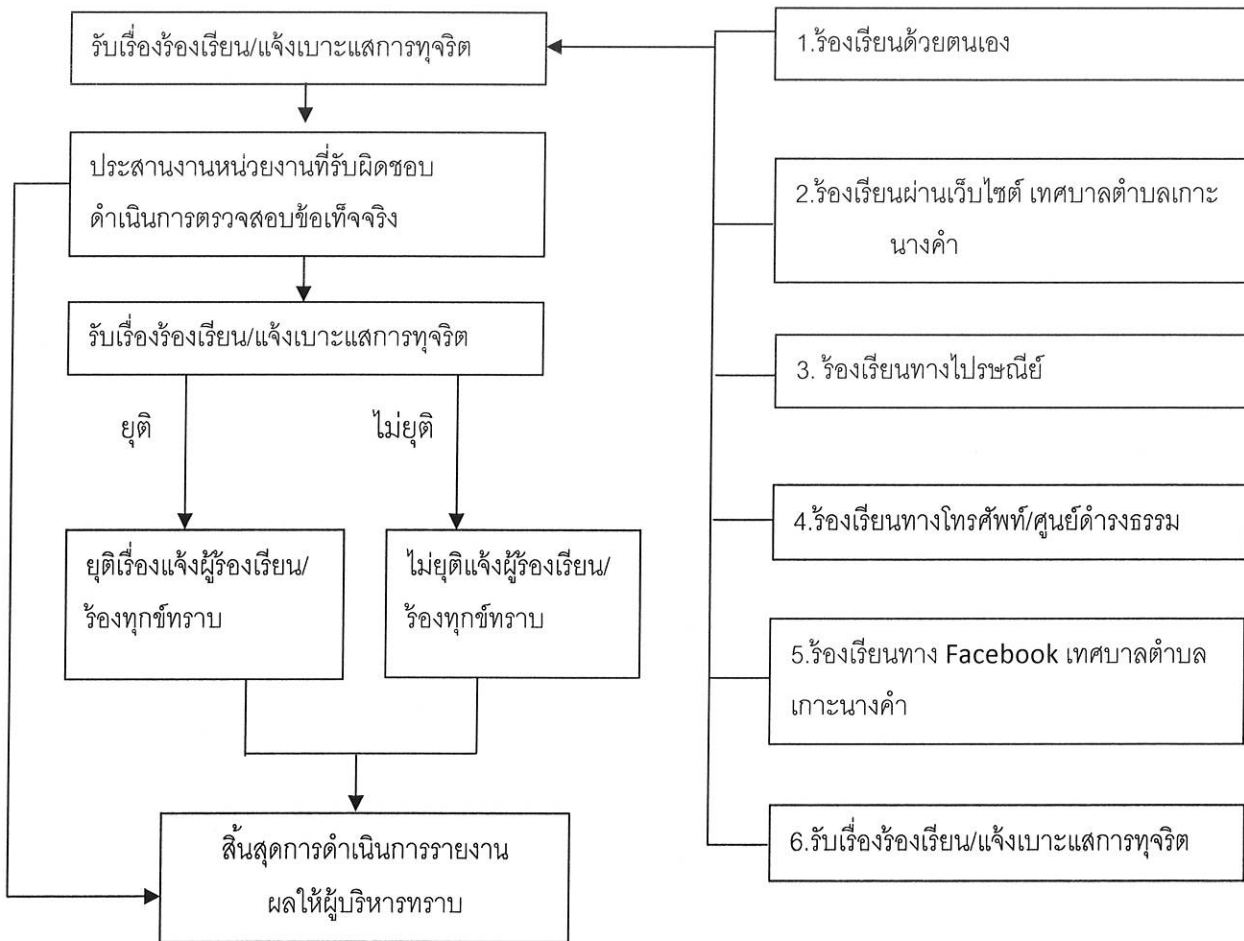 รับเรื่องร้องเรียน/แจ้งเบาะแสการทุจริต
ประสานงานหน่วยงานที่รับผิดชอบ
ดำเนินการตรวจสอบข้อเท็จจริง
รับเรื่องร้องเรียน/แจ้งเบาะแสการทุจริต
ยุติ
ไม่ยุติ
ยุติเรื่องแจ้งผู้ร้องเรียน/
ร้องทุกข์ทราบ
ไม่ยุติแจ้งผู้ร้องเรียน/
ร้องทุกข์ทราบ
สิ้นสุดการดำเนินการรายงาน
ผลให้ผู้บริหารทราบ
1.ร้องเรียนด้วยตนเอง
2.ร้องเรียนผ่านเว็บไซต์ เทศบาลตำบลเกาะ
นางคำ
3. ร้องเรียนทางไปรษณีย์
4.ร้องเรียนทางโทรศัพท์/ศูนย์ดำรงธรรม
5.ร้องเรียนทาง Facebook เทศบาลตำบล
เกาะนางคำ
6.รับเรื่องร้องเรียน/แจ้งเบาะแสการทุจริต